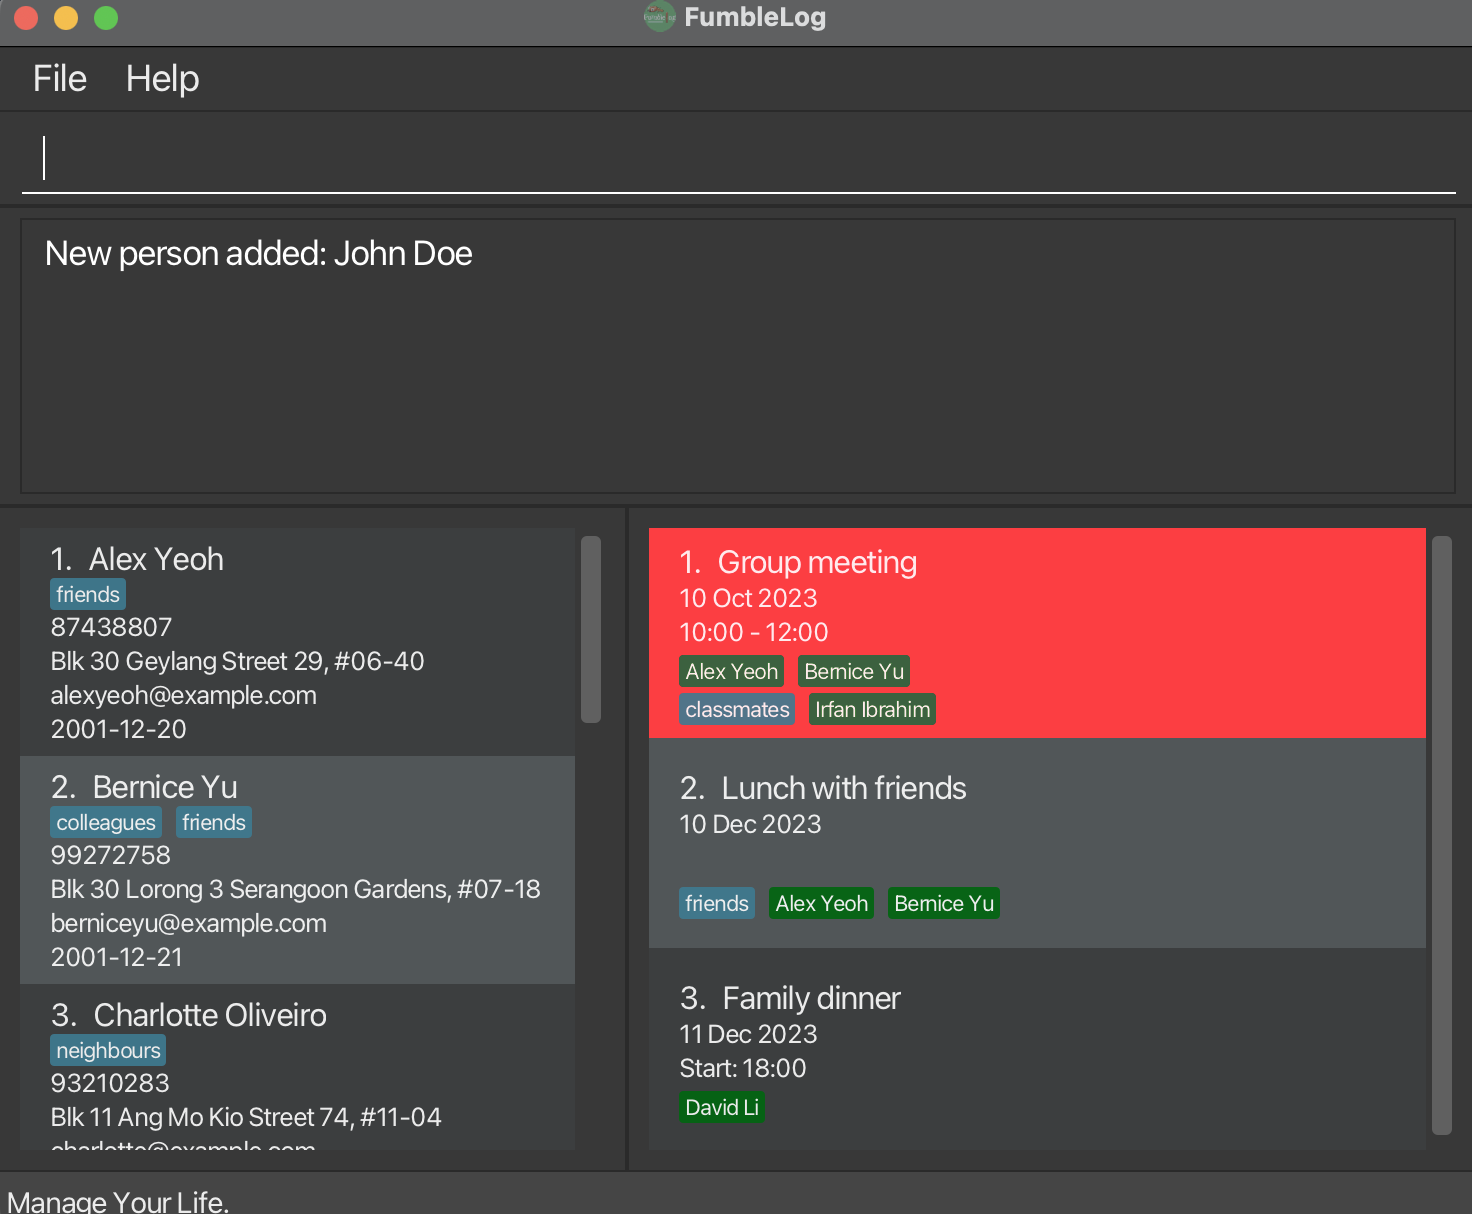 FumbleLog
File Help
New person added: John Doe
1. Alex Yeoh
friends
87438807
Blk 30 Geylang Street 29, #06-40
alexyeoh@example.com
2001-12-20
2. Bernice Yu
colleagues friends
99272758
Blk 30 Lorong 3 Serangoon Gardens, #07-18
berniceyu@example.com
2001-12-21
3. Charlotte Oliveiro
neighbours
93210283
Blk 11 Ang Mo Kio Street 74, #11-04
charlotte@example.com
1. Group meeting
10 Oct 2023
10:00 - 12:00
Alex Yeoh Bernice Yu
classmates Irfan Ibrahim
2. Lunch with friends
10 Dec 2023
friends Alex Yeoh Bernice Yu
3. Family dinner
11 Dec 2023
Start: 18:00
David Li
Manage Your Life.